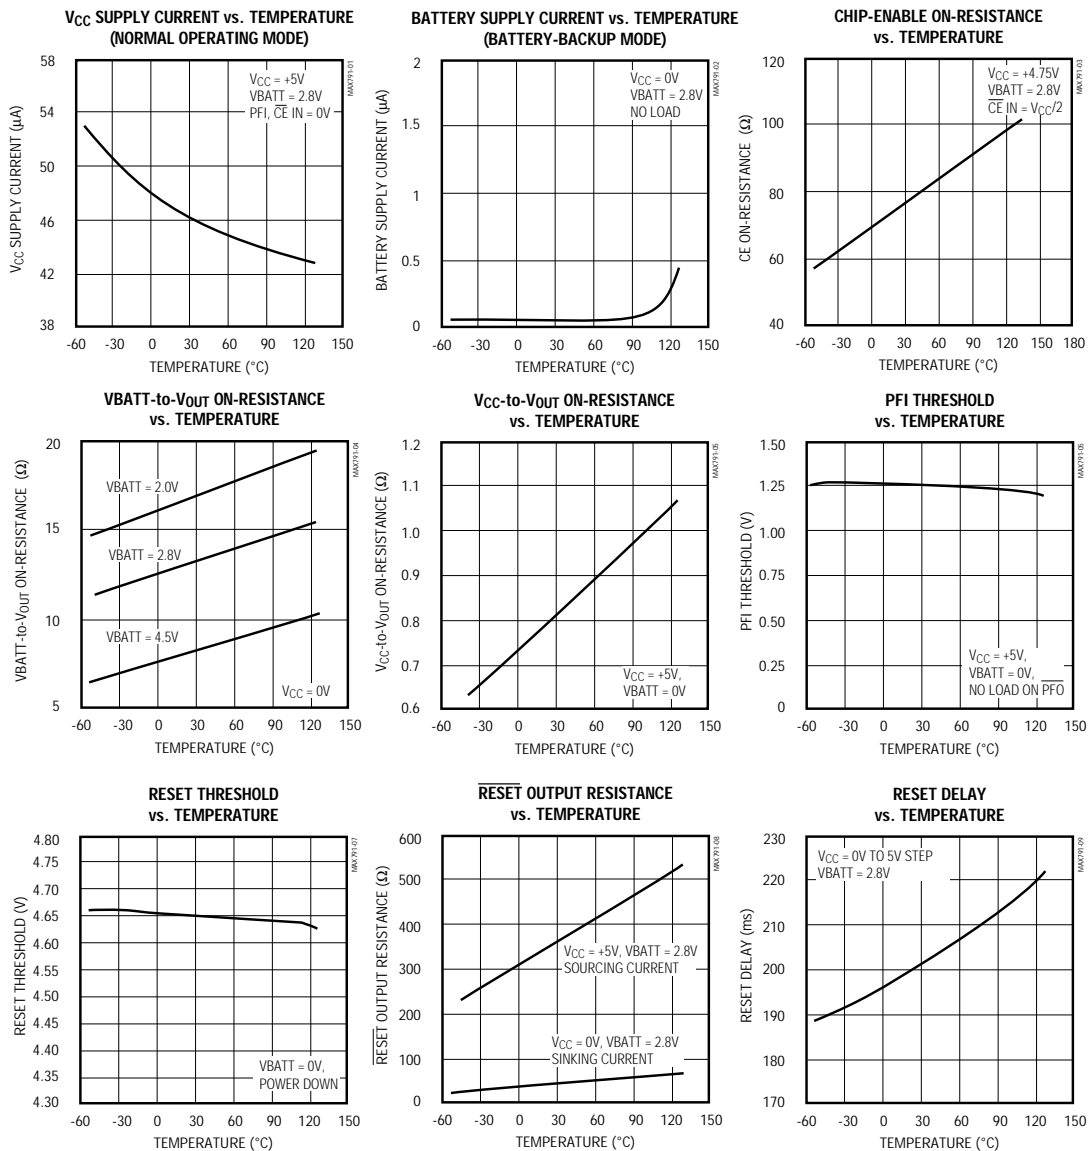 VCC SUPPLY CURRENT vs. TEMPERATURE
(NORMAL OPERATING MODE)
58
54
50
46
42
38
VCC SUPPLY CURRENT (µA)
VCC = +5V
VBATT = 2.8V
PFI, CE IN = 0V
MAX791-01
-60 -30 0 30 60 90 120 150
TEMPERATURE (°C)
BATTERY SUPPLY CURRENT vs. TEMPERATURE
(BATTERY-BACKUP MODE)
2
1.5
1
0.5
0
BATTERY SUPPLY CURRENT (µA)
VCC = 0V
VBATT = 2.8V
NO LOAD
MAX791-02
-60 -30 0 30 60 90 120 150
TEMPERATURE (°C)
CHIP-ENABLE ON-RESISTANCE
vs. TEMPERATURE
120
100
80
60
40
CE ON-RESISTANCE (Ω)
VCC = +4.75V
VBATT = 2.8V
CE IN = VCC/2
MAX791-03
-60 -30 0 30 60 90 120 150 180
TEMPERATURE (°C)
VBATT-to-VOUT ON-RESISTANCE
vs. TEMPERATURE
20
15
10
5
VBATT-to-VOUT ON-RESISTANCE (Ω)
VBATT = 2.0V
VBATT = 2.8V
VBATT = 4.5V
VCC = 0V
MAX791-04
-60 -30 0 30 60 90 120 150
TEMPERATURE (°C)
VCC-to-VOUT ON-RESISTANCE
vs. TEMPERATURE
1.2
1.1
1.0
0.9
0.8
0.7
0.6
VCC-to-VOUT ON-RESISTANCE (Ω)
VCC = +5V,
VBATT = 0V
MAX791-05
-60 -30 0 30 60 90 120 150
TEMPERATURE (°C)
PFI THRESHOLD
vs. TEMPERATURE
1.50
1.25
1.00
0.75
0.50
0.25
0
PFI THRESHOLD (V)
VCC = +5V,
VBATT = 0V,
NO LOAD ON PFO
-60 -30 0 30 60 90 120 150
TEMPERATURE (°C)
RESET THRESHOLD
vs. TEMPERATURE
4.80
4.75
4.70
4.65
4.60
4.55
4.50
4.45
4.40
4.35
4.30
RESET THRESHOLD (V)
VBATT = 0V,
POWER DOWN
MAX791-07
-60 -30 0 30 60 90 120 150
TEMPERATURE (°C)
RESET OUTPUT RESISTANCE
vs. TEMPERATURE
600
500
400
300
200
100
0
RESET OUTPUT RESISTANCE (Ω)
VCC = +5V, VBATT = 2.8V
SOURCING CURRENT
VCC = 0V, VBATT = 2.8V
SINKING CURRENT
MAX791-08
-60 -30 0 30 60 90 120 150
TEMPERATURE (°C)
RESET DELAY
vs. TEMPERATURE
230
220
210
200
190
180
170
RESET DELAY (ms)
VCC = 0V TO 5V STEP
VBATT = 2.8V
MAX791-09
-60 -30 0 30 60 90 120 150
TEMPERATURE (°C)